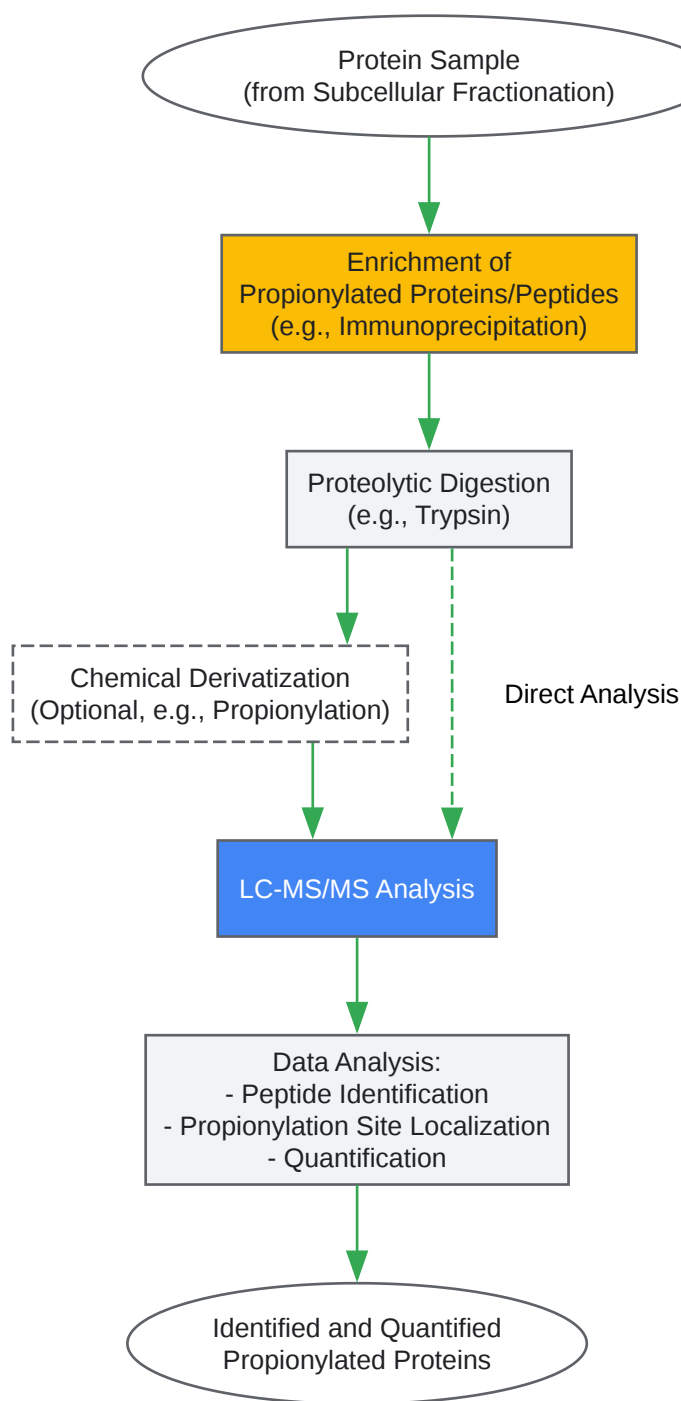 Protein Sample
(from Subcellular Fractionation)
Enrichment of
Propionylated Proteins/Peptides
(e.g., Immunoprecipitation)
Proteolytic Digestion
(e.g., Trypsin)
Chemical Derivatization
(Optional, e.g., Propionylation)
Direct Analysis
LC-MS/MS Analysis
Data Analysis:
- Peptide Identification
- Propionylation Site Localization
- Quantification
Identified and Quantified
Propionylated Proteins